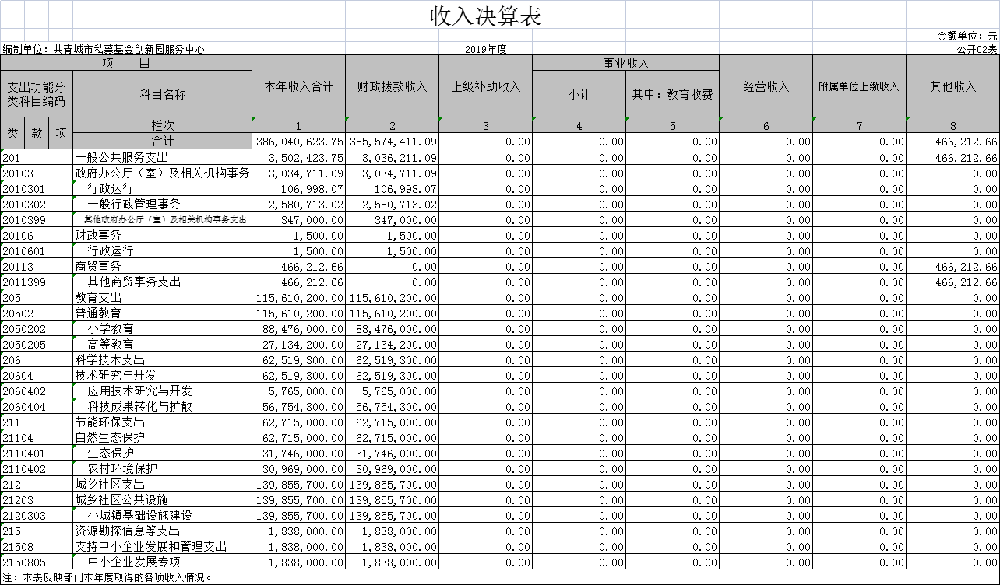 收入决算表
金额单位：元
编制单位：共青城市私募基金创新园服务中心 2019年度 公开02表
项 目 本年收入合计 财政拨款收入 上级补助收入 事业收入 经营收入 附属单位上缴收入 其他收入
支出功能分类科目编码 科目名称 小计 其中：教育收费
类 款 项 栏次 1 2 3 4 5 6 7 8
合计 386,040,623.75 385,574,411.09 0.00 0.00 0.00 0.00 0.00 466,212.66
201 一般公共服务支出 3,502,423.75 3,036,211.09 0.00 0.00 0.00 0.00 0.00 466,212.66
20103 政府办公厅（室）及相关机构事务 3,034,711.09 3,034,711.09 0.00 0.00 0.00 0.00 0.00 0.00
2010301 行政运行 106,998.07 106,998.07 0.00 0.00 0.00 0.00 0.00 0.00
2010302 一般行政管理事务 2,580,713.02 2,580,713.02 0.00 0.00 0.00 0.00 0.00 0.00
2010399 其他政府办公厅（室）及相关机构事务支出 347,000.00 347,000.00 0.00 0.00 0.00 0.00 0.00 0.00
20106 财政事务 1,500.00 1,500.00 0.00 0.00 0.00 0.00 0.00 0.00
2010601 行政运行 1,500.00 1,500.00 0.00 0.00 0.00 0.00 0.00 0.00
20113 商贸事务 466,212.66 0.00 0.00 0.00 0.00 0.00 0.00 466,212.66
2011399 其他商贸事务支出 466,212.66 0.00 0.00 0.00 0.00 0.00 0.00 466,212.66
205 教育支出 115,610,200.00 115,610,200.00 0.00 0.00 0.00 0.00 0.00 0.00
20502 普通教育 115,610,200.00 115,610,200.00 0.00 0.00 0.00 0.00 0.00 0.00
2050202 小学教育 88,476,000.00 88,476,000.00 0.00 0.00 0.00 0.00 0.00 0.00
2050205 高等教育 27,134,200.00 27,134,200.00 0.00 0.00 0.00 0.00 0.00 0.00
206 科学技术支出 62,519,300.00 62,519,300.00 0.00 0.00 0.00 0.00 0.00 0.00
20604 技术研究与开发 62,519,300.00 62,519,300.00 0.00 0.00 0.00 0.00 0.00 0.00
2060402 应用技术研究与开发 5,765,000.00 5,765,000.00 0.00 0.00 0.00 0.00 0.00 0.00
2060404 科技成果转化与扩散 56,754,300.00 56,754,300.00 0.00 0.00 0.00 0.00 0.00 0.00
211 节能环保支出 62,715,000.00 62,715,000.00 0.00 0.00 0.00 0.00 0.00 0.00
21104 自然生态保护 62,715,000.00 62,715,000.00 0.00 0.00 0.00 0.00 0.00 0.00
2110401 生态保护 31,746,000.00 31,746,000.00 0.00 0.00 0.00 0.00 0.00 0.00
2110402 农村环境保护 30,969,000.00 30,969,000.00 0.00 0.00 0.00 0.00 0.00 0.00
212 城乡社区支出 139,855,700.00 139,855,700.00 0.00 0.00 0.00 0.00 0.00 0.00
21203 城乡社区公共设施 139,855,700.00 139,855,700.00 0.00 0.00 0.00 0.00 0.00 0.00
2120303 小城镇基础设施建设 139,855,700.00 139,855,700.00 0.00 0.00 0.00 0.00 0.00 0.00
215 资源勘探信息等支出 1,838,000.00 1,838,000.00 0.00 0.00 0.00 0.00 0.00 0.00
21508 支持中小企业发展和管理支出 1,838,000.00 1,838,000.00 0.00 0.00 0.00 0.00 0.00 0.00
2150805 中小企业发展专项 1,838,000.00 1,838,000.00 0.00 0.00 0.00 0.00 0.00 0.00
注：本表反映部门本年度取得的各项收入情况。